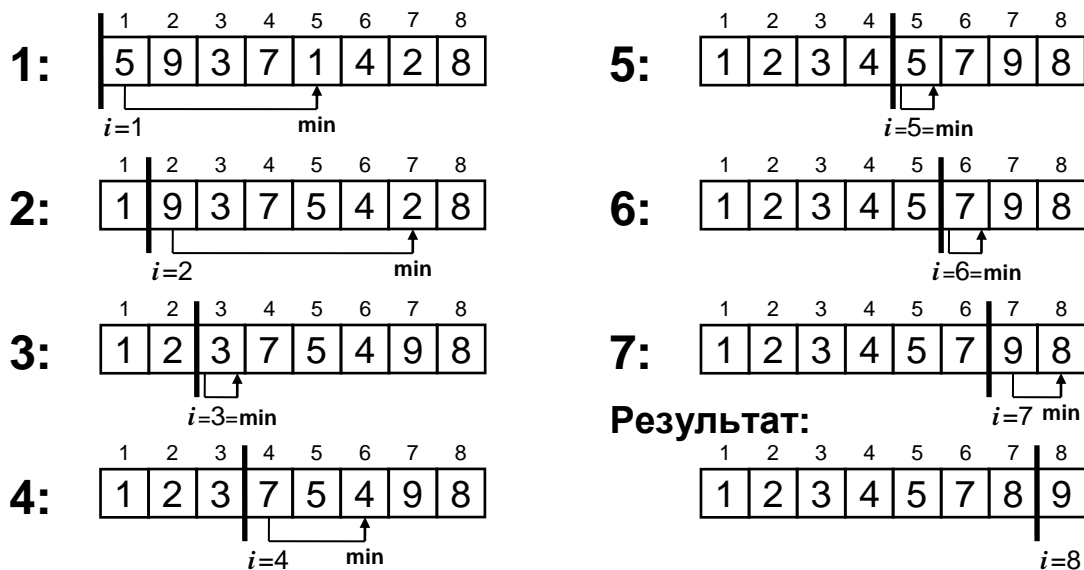 1 2 3 4 5 6 7 8
1: 5 9 3 7 1 4 2 8
i=1 min
1 2 3 4 5 6 7 8
2: 1 9 3 7 5 4 2 8
i=2 min
1 2 3 4 5 6 7 8
3: 1 2 3 7 5 4 9 8
i=3=min
1 2 3 4 5 6 7 8
4: 1 2 3 7 5 4 9 8
i=4 min
1 2 3 4 5 6 7 8
5: 1 2 3 4 5 7 9 8
i=5=min
1 2 3 4 5 6 7 8
6: 1 2 3 4 5 7 9 8
i=6=min
1 2 3 4 5 6 7 8
7: 1 2 3 4 5 7 9 8
i=7 min
Результат:
1 2 3 4 5 6 7 8
1 2 3 4 5 7 8 9
i=8